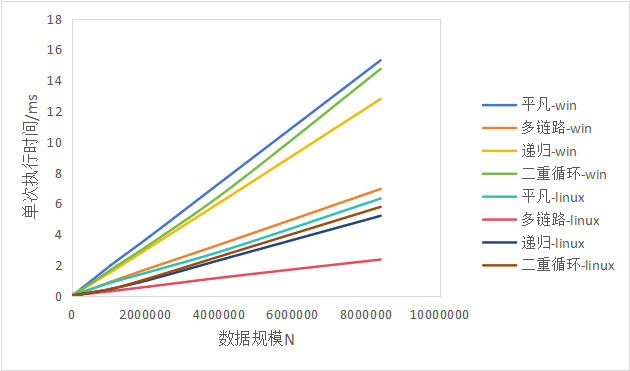 18
16
14
12
10
8
6
4
2
0
单次执行时间/ms
0 2000000 4000000 6000000 8000000 10000000
数据规模N
平凡-win
多链路-win
递归-win
二重循环-win
平凡-linux
多链路-linux
递归-linux
二重循环-linux